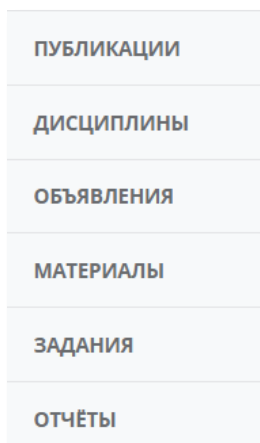 ПУБЛИКАЦИИ
ДИСЦИПЛИНЫ
ОБЪЯВЛЕНИЯ
МАТЕРИАЛЫ
ЗАДАНИЯ
ОТЧЁТЫ